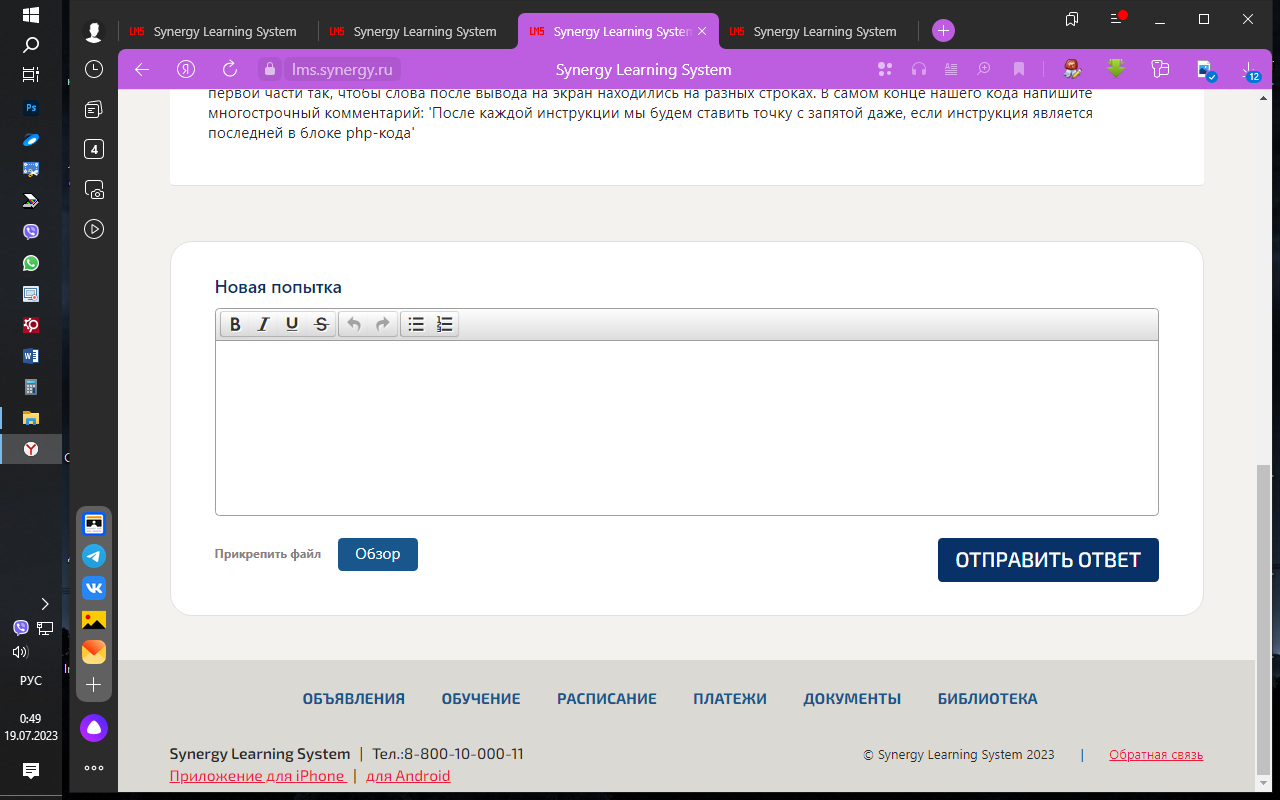 LMS Synergy Learning System
LMS Synergy Learning System
LMS Synergy Learning System
LMS Synergy Learning System
lms.synergy.ru
Synergy Learning System
12
4
Ps
первой части так, чтобы слова после вывода на экран находились на разных строках. В самом конце нашего кода напишите
многострочный комментарий: 'После каждой инструкции мы будем ставить точку с запятой даже, если инструкция является
последней в блоке php-кода'
Новая попытка
B I U S
Прикрепить файл
Обзор
ОТПРАВИТЬ ОТВЕТ
РУС
0:49
19.07.2023
ОБЪЯВЛЕНИЯ ОБУЧЕНИЕ РАСПИСАНИЕ ПЛАТЕЖИ ДОКУМЕНТЫ БИБЛИОТЕКА
Synergy Learning System | Тел.:8-800-10-000-11
© Synergy Learning System 2023 | Обратная связь
Приложение для iPhone | для Android